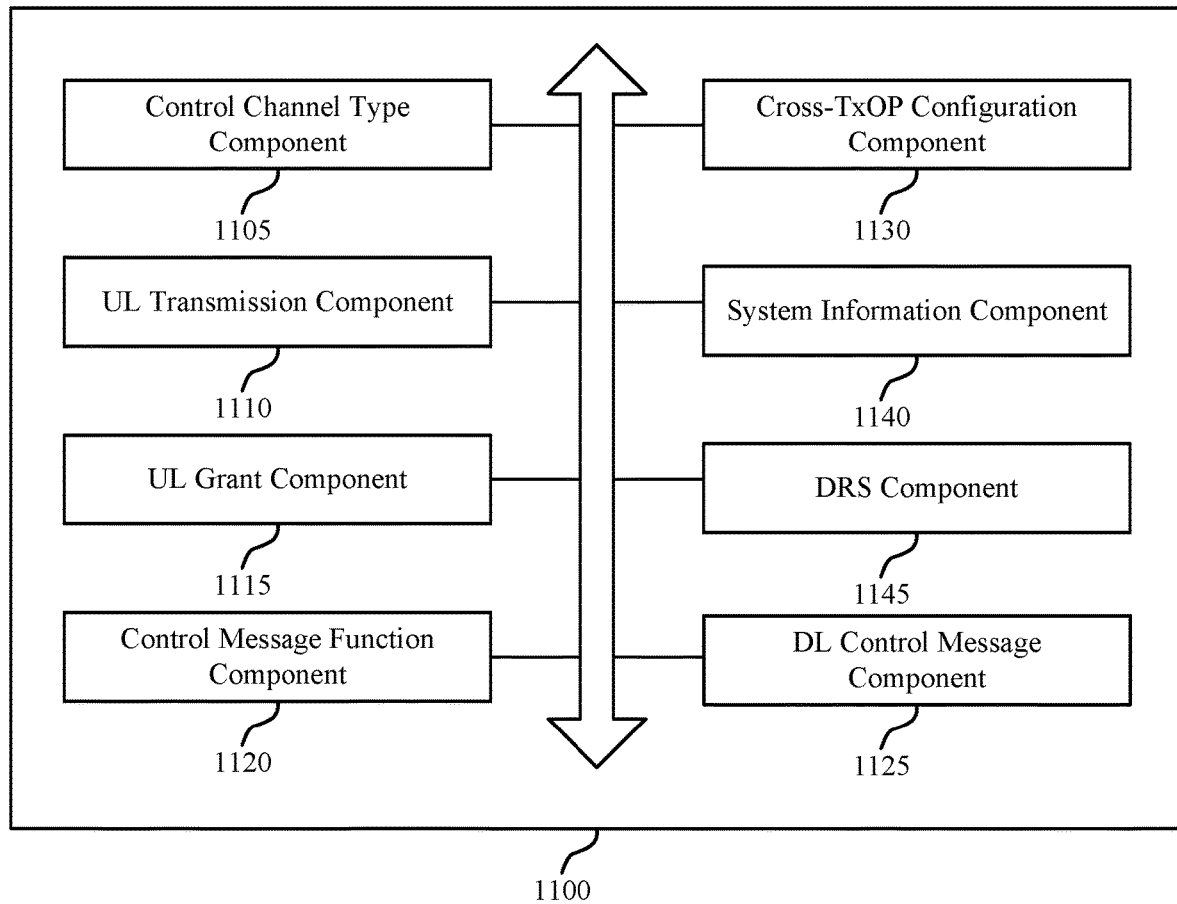 Control Channel Type
Component
1105
Cross-TxOP Configuration
Component
1130
UL Transmission Component
1110
System Information Component
1140
UL Grant Component
1115
DRS Component
1145
Control Message Function
Component
1120
DL Control Message
Component
1125
1100